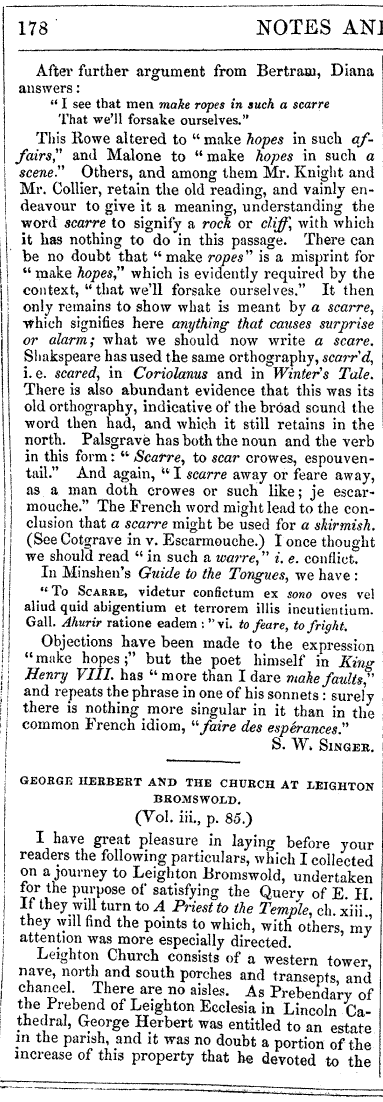 178 NOTES AN
After further argument from Bertram, Diana
answers:
"I see that men make ropes in such a scarre
That we'll forsake ourselves."
This Rowe altered to "make hopes in such af-
fairs," and Malone to "make hopes in such a
scene." Others, and among them Mr. Knight and
Mr. Collier, retain the old reading, and vainly en-
deavour to give it a meaning, understanding the
word scarre to signify a rock or cliff, with which
it has nothing to do in this passage. There can
be no doubt that "make ropes" is a misprint for
"make hopes," which is evidently required by the
context, "that we'll forsake ourselves." It then
only remains to show what is meant by a scarre,
which signifies here anything that causes surprise
or alarm; what we should now write a scare.
Shakspeare has used the same orthography, scarr'd,
i. e. scared, in Coriolanus and in Winter's Tale.
There is also abundant evidence that this was its
old orthography, indicative of the broad sound the
word then had, and which it still retains in the
north. Palsgrave has both the noun and the verb
in this form: "Scarre, to scar crowes, espouven-
tail." And again, "I scarre away or feare away,
as a man doth crowes or such like; je escar-
mouche." The French word might lead to the con-
clusion that a scarre might be used for a skirmish.
(See Cotgrave in v. Escarmouche.) I once thought
we should read "in such a warre," i. e. conflict.
In Minshen's Guide to the Tongues, we have:
"To SCARRE, videtur confictum ex sono oves vel
aliud quid abigentium et terrorem illis incutientium.
Gall. Ahurir ratione eadem:" vi. to feare, to fright.
Objections have been made to the expression
"make hopes;" but the poet himself in King
Henry VIII. has "more than I dare make faults,"
and repeats the phrase in one of his sonnets: surely
there is nothing more singular in it than in the
common French idiom, "faire des espérances."
S. W. SINGER.
GEORGE HERBERT AND THE CHURCH AT LEIGHTON
BROMSWOLD.
(Vol. iii., p. 85.)
I have great pleasure in laying before your
readers the following particulars, which I collected
on a journey to Leighton Bromswold, undertaken
for the purpose of satisfying the Query of E. H.
If they will turn to A Priest to the Temple, ch. xiii.,
they will find the points to which, with others, my
attention was more especially directed.
Leighton Church consists of a western tower,
nave, north and south porches and transepts, and
chancel. There are no aisles. As Prebendary of
the Prebend of Leighton Ecclesia in Lincoln Ca-
thedral, George Herbert was entitled to an estate
in the parish, and it was no doubt a portion of the
increase of this property that he devoted to the